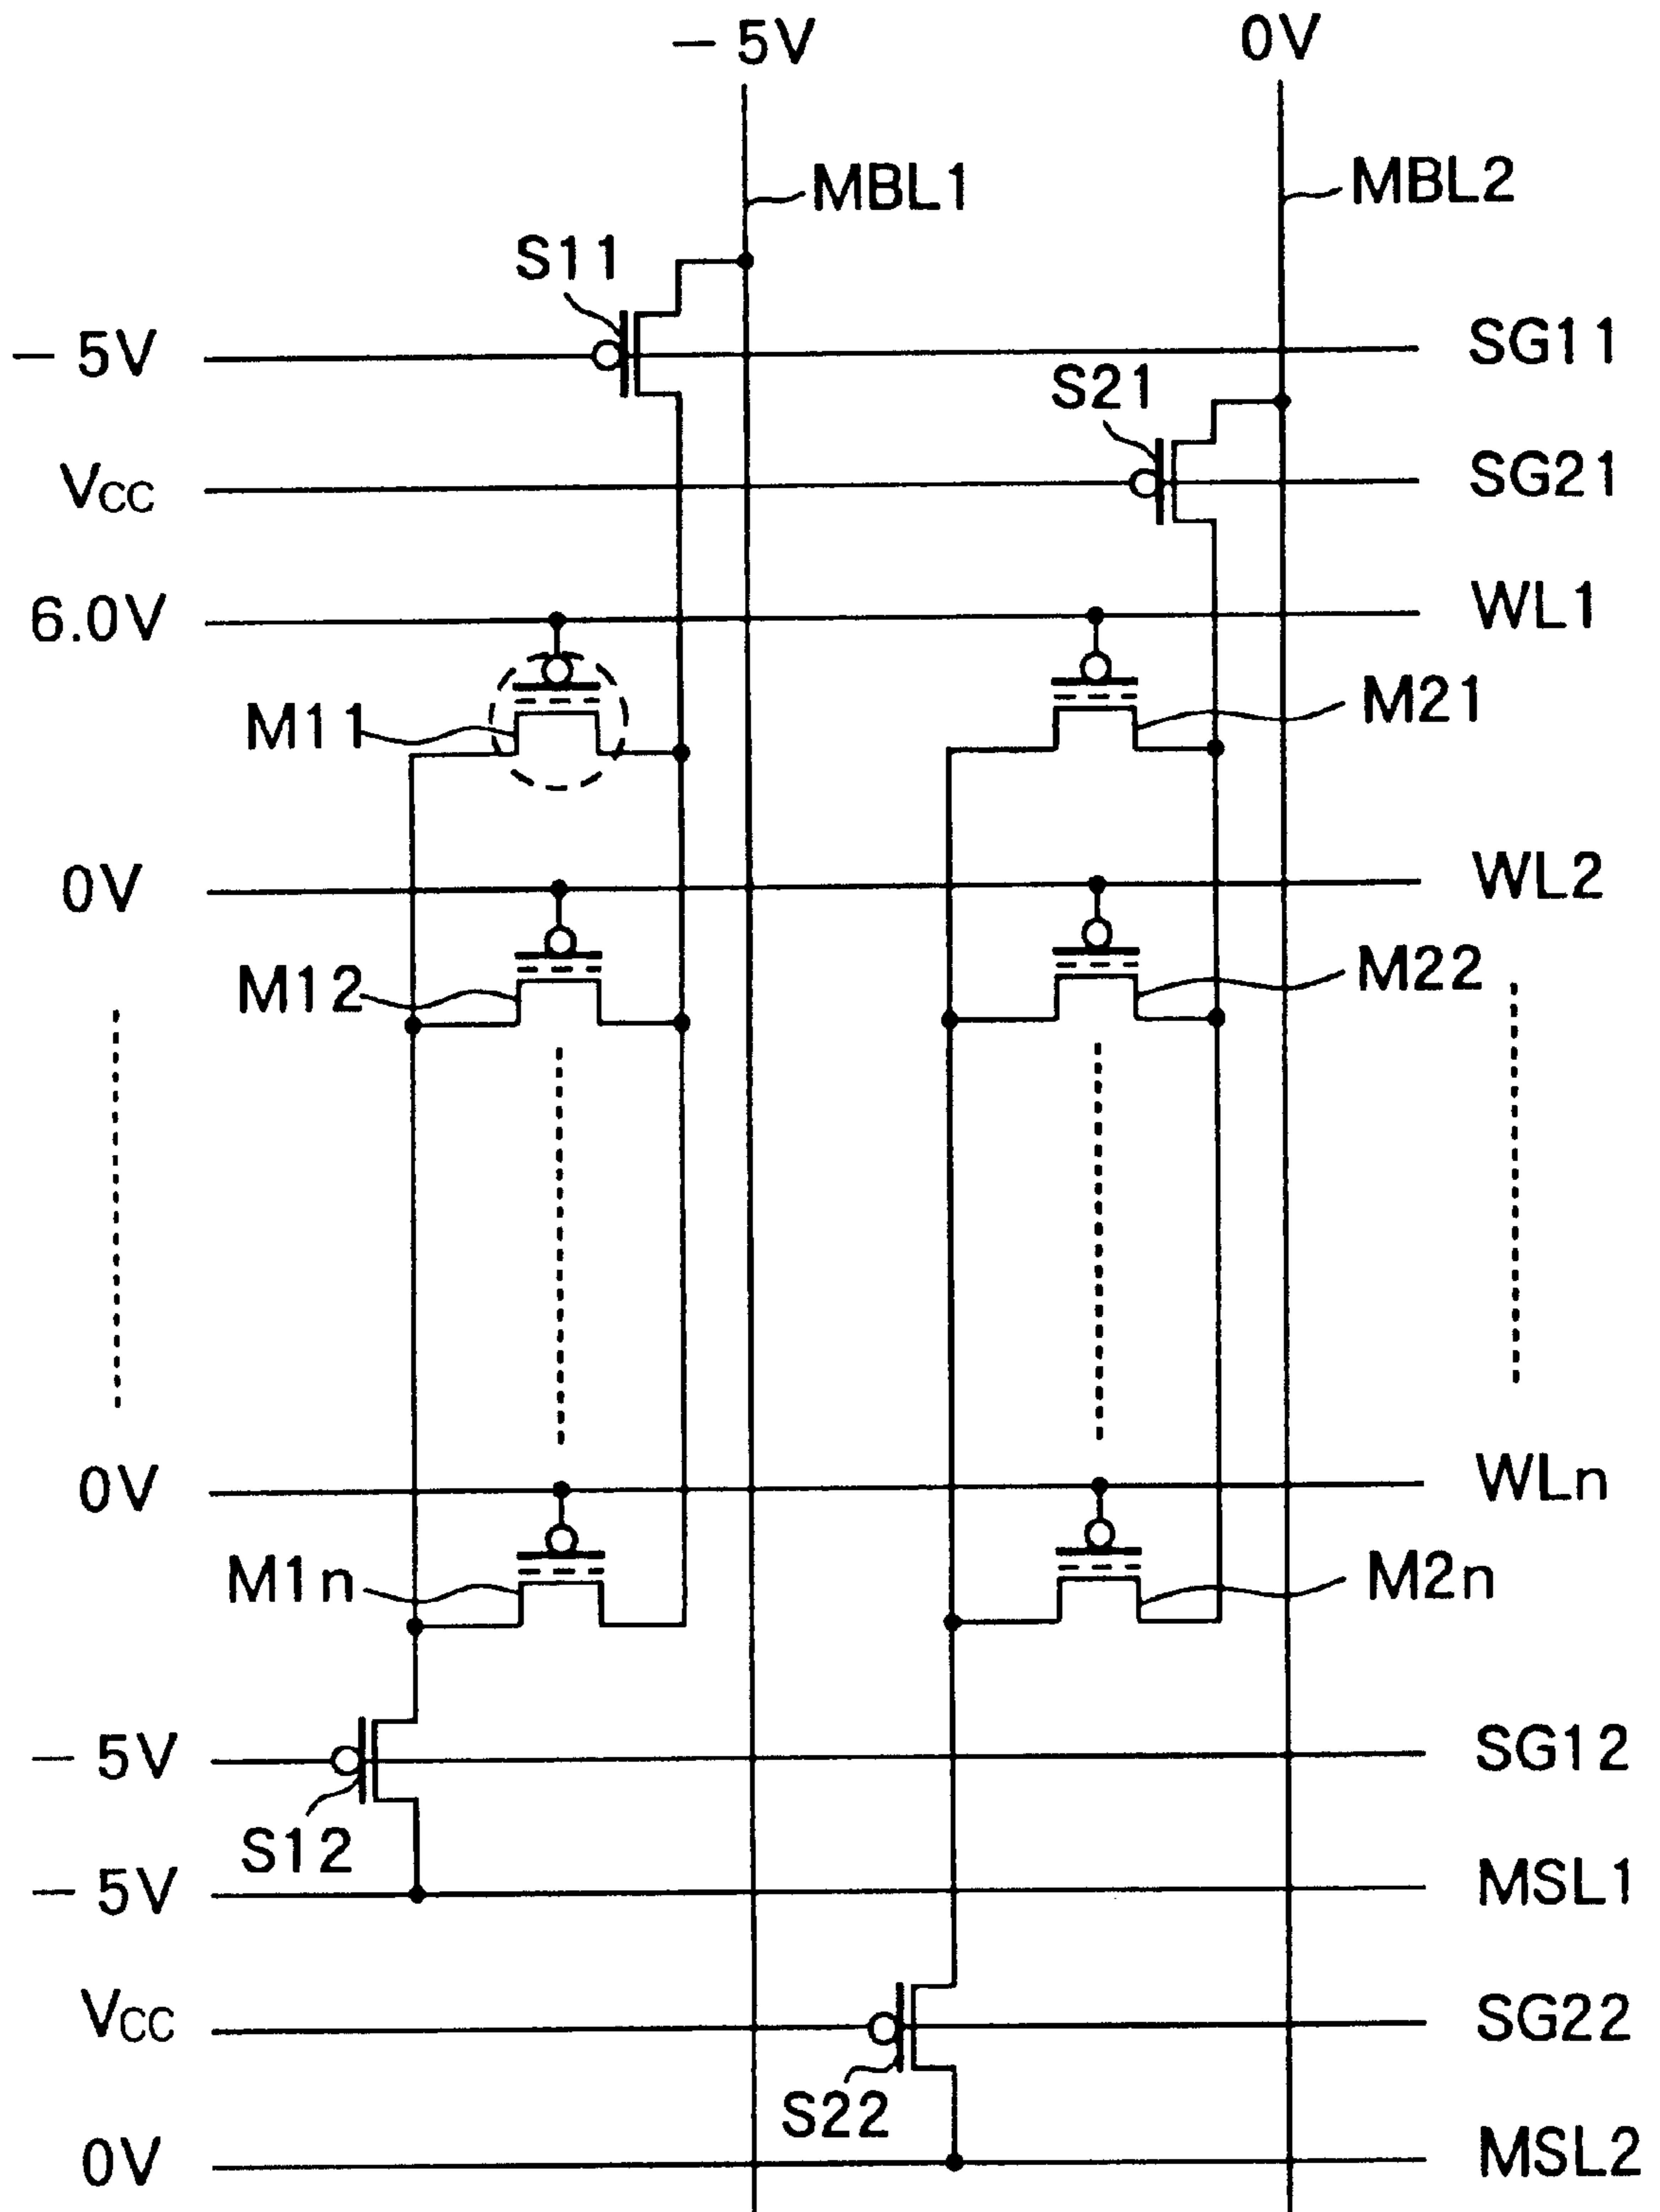 − 5V 0V
MBL1 MBL2
S11
− 5V SG11
S21
VCC SG21
6.0V WL1
M11 M21
0V WL2
M12 M22
0V WLn
M1n M2n
− 5V SG12
S12
− 5V MSL1
VCC SG22
S22
0V MSL2